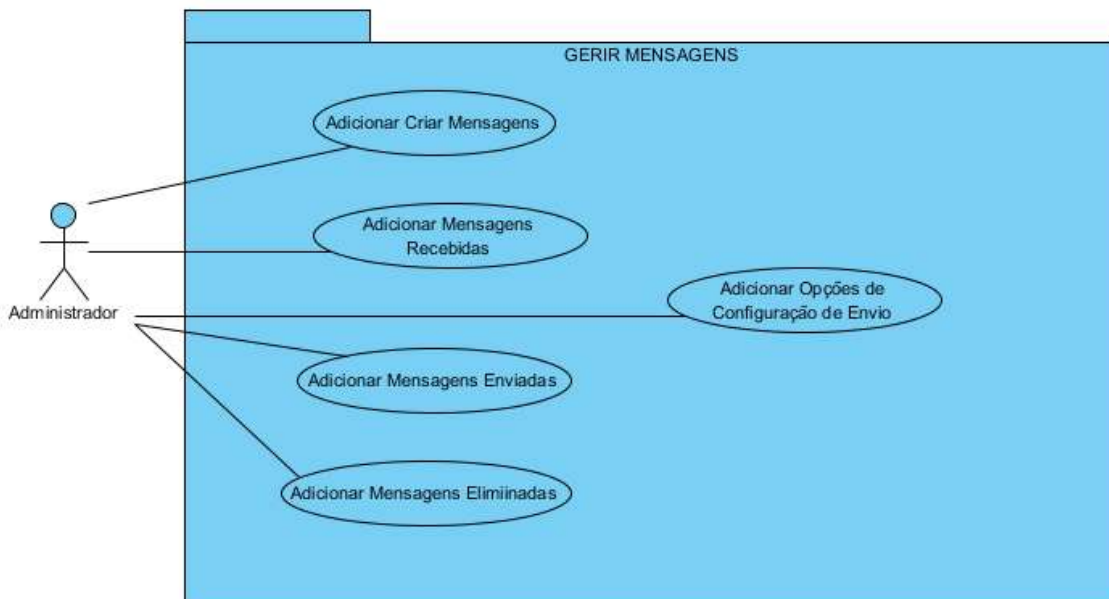 GERIR MENSAGENS
Adicionar Criar Mensagens
Adicionar Mensagens
Recebidas
Adicionar Opções de
Configuração de Envio
Administrador
Adicionar Mensagens Enviadas
Adicionar Mensagens Elimiinadas